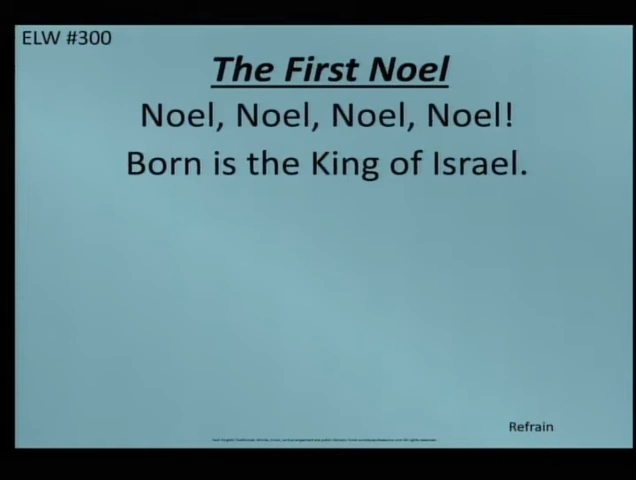 ELW #300
The First Noel
Noel, Noel, Noel, Noel!
Born is the King of Israel.
Refrain